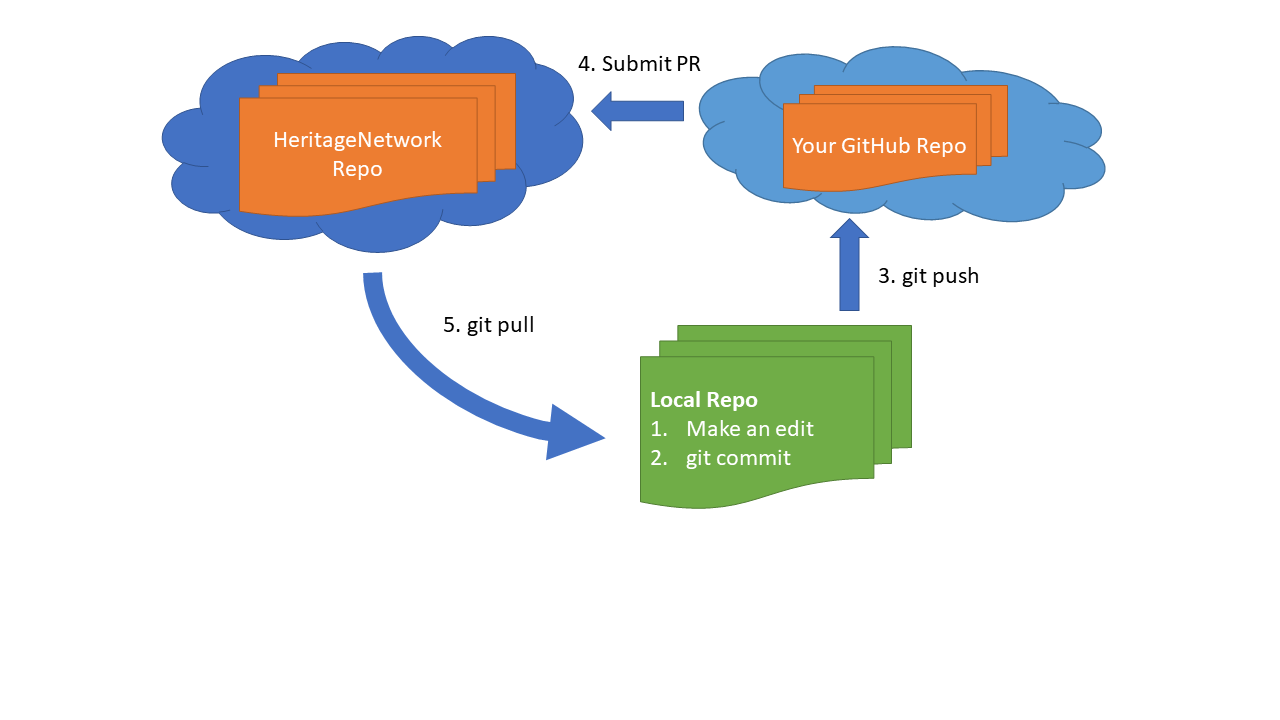 4. Submit PR
HeritageNetwork
Repo
Your GitHub Repo
3. git push
5. git pull
Local Repo
1. Make an edit
2. git commit